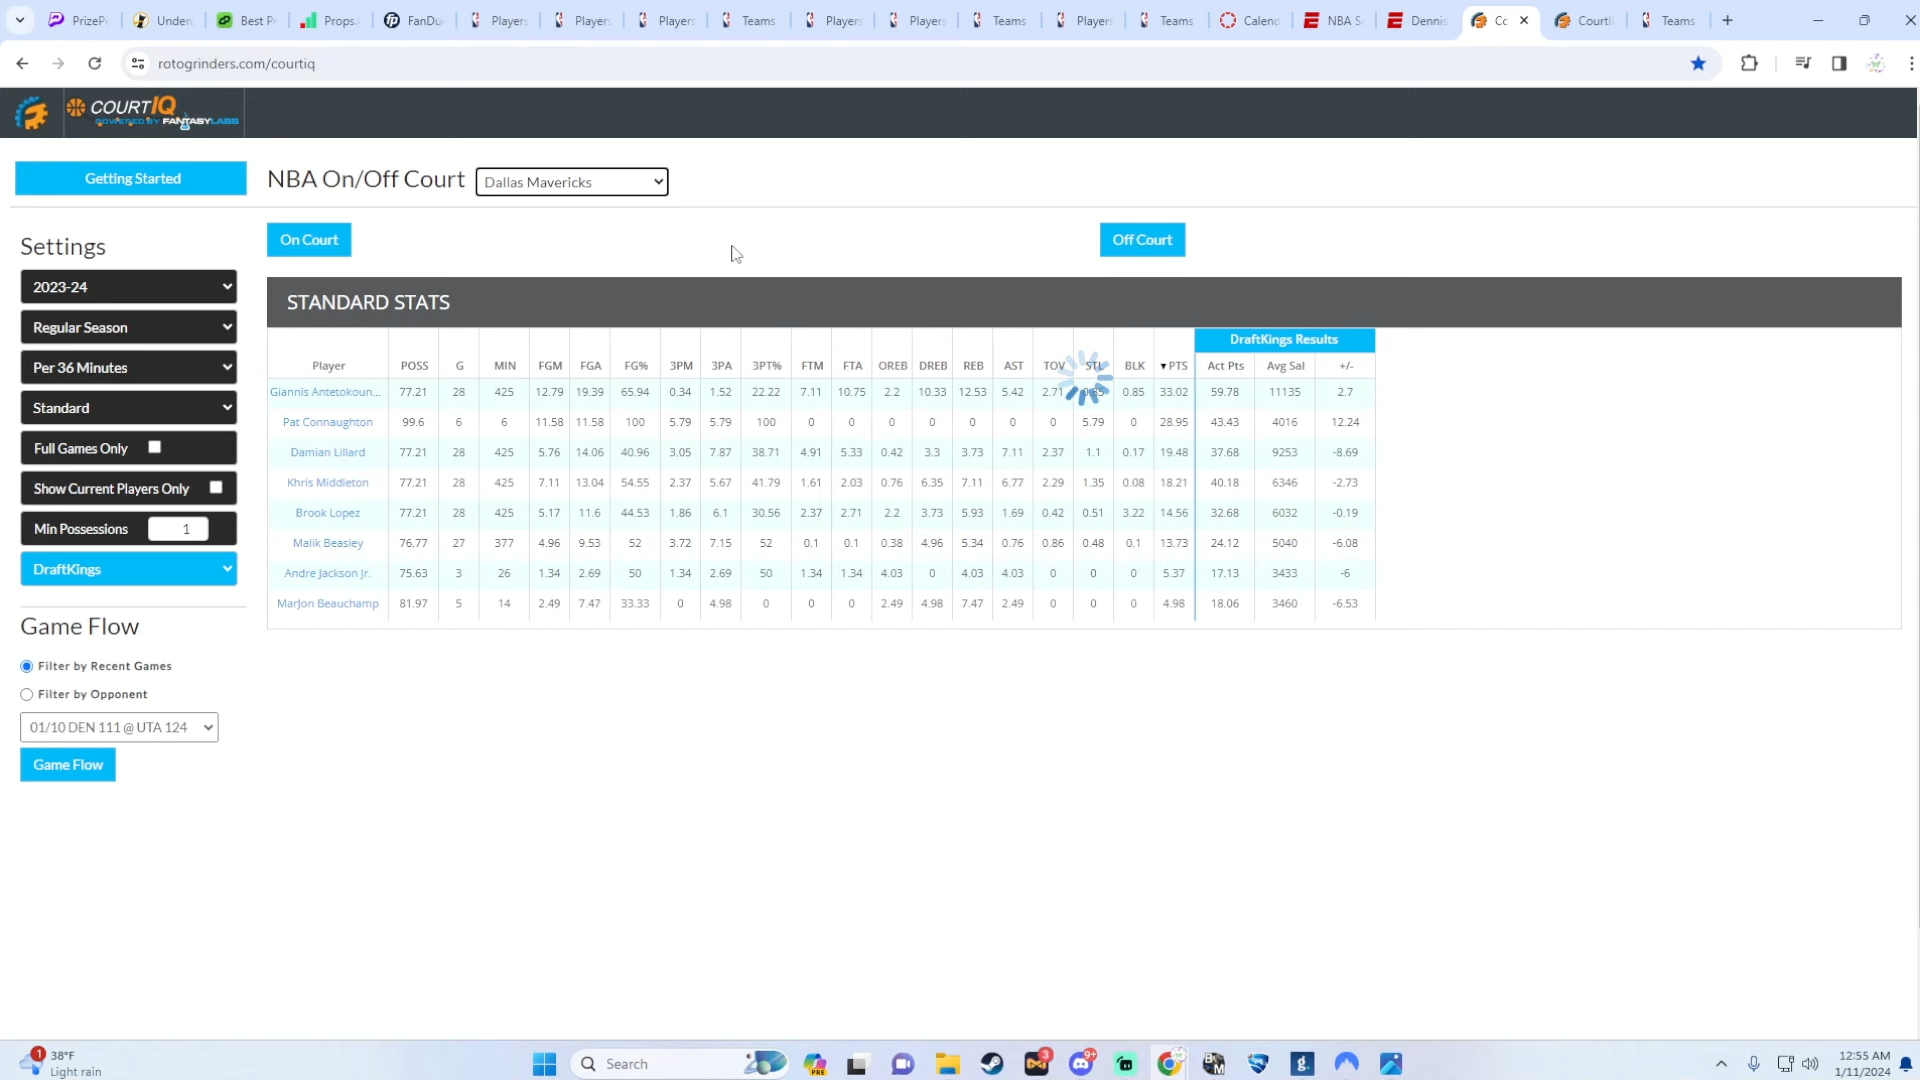 PrizePi
Underd
Best Pi
Props.
FanDue
Players
Players
Players
Teams
Players
Players
Teams
Players
Teams
Calend
NBA S
Dennis
Co
CourtI
Teams
rotogrinders.com/courtiq
COURTIQ
POWERED BY FANTASYLABS
Getting Started
NBA On/Off Court
Dallas Mavericks
Settings
On Court
Off Court
2023-24
STANDARD STATS
Regular Season
DraftKings Results
Player POSS G MIN FGM FGA FG% 3PM 3PA 3PT% FTM FTA OREB DREB REB AST TOV STL BLK ▾PTS Act Pts Avg Sal +/-
Per 36 Minutes
Giannis Antetokoun... 77.21 28 425 12.79 19.39 65.94 0.34 1.52 22.22 7.11 10.75 2.2 10.33 12.53 5.42 2.71 0.85 0.85 33.02 59.78 11135 2.7
Standard
Pat Connaughton 99.6 6 6 11.58 11.58 100 5.79 5.79 100 0 0 0 0 0 0 0 5.79 0 28.95 43.43 4016 12.24
Full Games Only
Damian Lillard 77.21 28 425 5.76 14.06 40.96 3.05 7.87 38.71 4.91 5.33 0.42 3.3 3.73 7.11 2.37 1.1 0.17 19.48 37.68 9253 -8.69
Show Current Players Only
Khris Middleton 77.21 28 425 7.11 13.04 54.55 2.37 5.67 41.79 1.61 2.03 0.76 6.35 7.11 6.77 2.29 1.35 0.08 18.21 40.18 6346 -2.73
Min Possessions 1
Brook Lopez 77.21 28 425 5.17 11.6 44.53 1.86 6.1 30.56 2.37 2.71 2.2 3.73 5.93 1.69 0.42 0.51 3.22 14.56 32.68 6032 -0.19
Malik Beasley 76.77 27 377 4.96 9.53 52 3.72 7.15 52 0.1 0.1 0.38 4.96 5.34 0.76 0.86 0.48 0.1 13.73 24.12 5040 -6.08
DraftKings
Andre Jackson Jr. 75.63 3 26 1.34 2.69 50 1.34 2.69 50 1.34 1.34 4.03 0 4.03 4.03 0 0 0 5.37 17.13 3433 -6
MarJon Beauchamp 81.97 5 14 2.49 7.47 33.33 0 4.98 0 0 0 2.49 4.98 7.47 2.49 0 0 0 4.98 18.06 3460 -6.53
Game Flow
Filter by Recent Games
Filter by Opponent
01/10 DEN 111 @ UTA 124
Game Flow
1
38°F
Light rain
Search
PRE
3
9+
g.
12:55 AM
1/11/2024